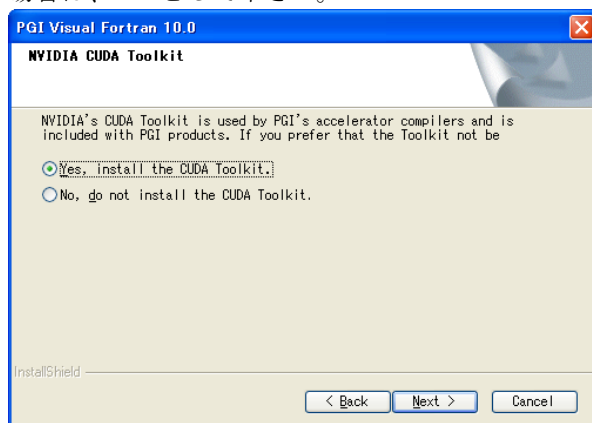 PGI Visual Fortran 10.0
NVIDIA CUDA Toolkit
NVIDIA's CUDA Toolkit is used by PGI's accelerator compilers and is
included with PGI products. If you prefer that the Toolkit not be
Yes, install the CUDA Toolkit.
No, do not install the CUDA Toolkit.
InstallShield
< Back Next > Cancel